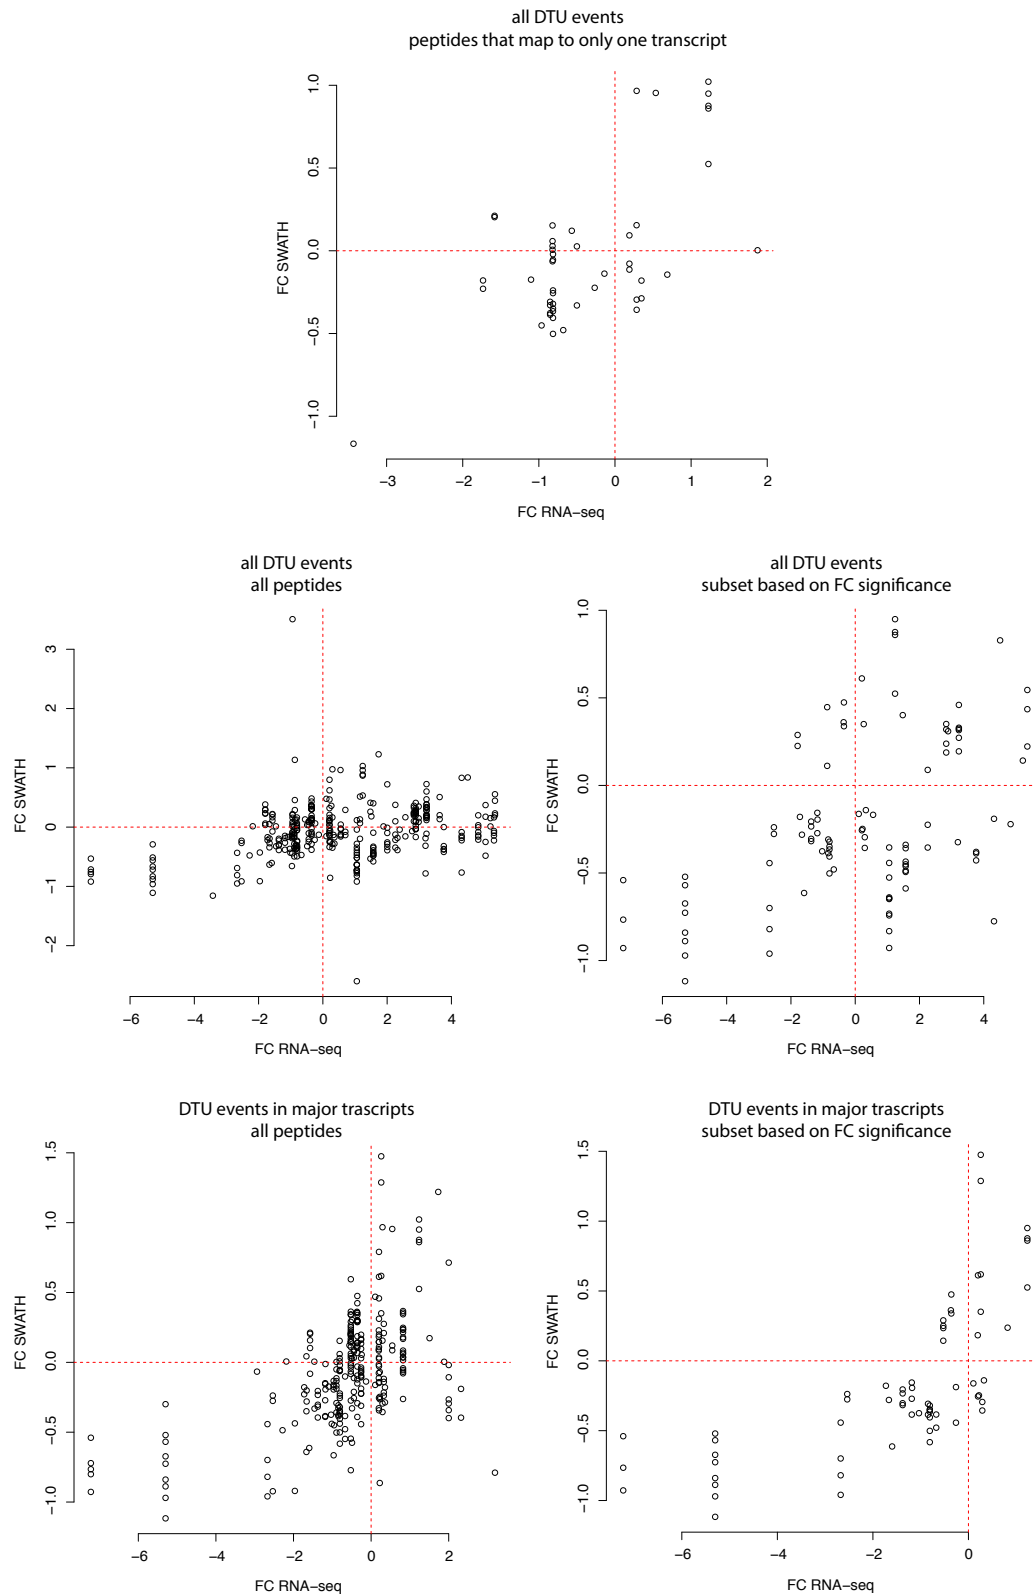 all DTU events
peptides that map to only one transcript
1.0
0.5
0.0
−0.5
−1.0
FC SWATH
−3 −2 −1 0 1 2
FC RNA−seq
all DTU events
all peptides
3
2
1
0
−1
−2
FC SWATH
−6 −4 −2 0 2 4
FC RNA−seq
all DTU events
subset based on FC significance
1.0
0.5
0.0
−0.5
−1.0
FC SWATH
−6 −4 −2 0 2 4
FC RNA−seq
DTU events in major trascripts
all peptides
1.5
1.0
0.5
0.0
−0.5
−1.0
FC SWATH
−6 −4 −2 0 2
FC RNA−seq
DTU events in major trascripts
subset based on FC significance
1.5
1.0
0.5
0.0
−0.5
−1.0
FC SWATH
−6 −4 −2 0
FC RNA−seq